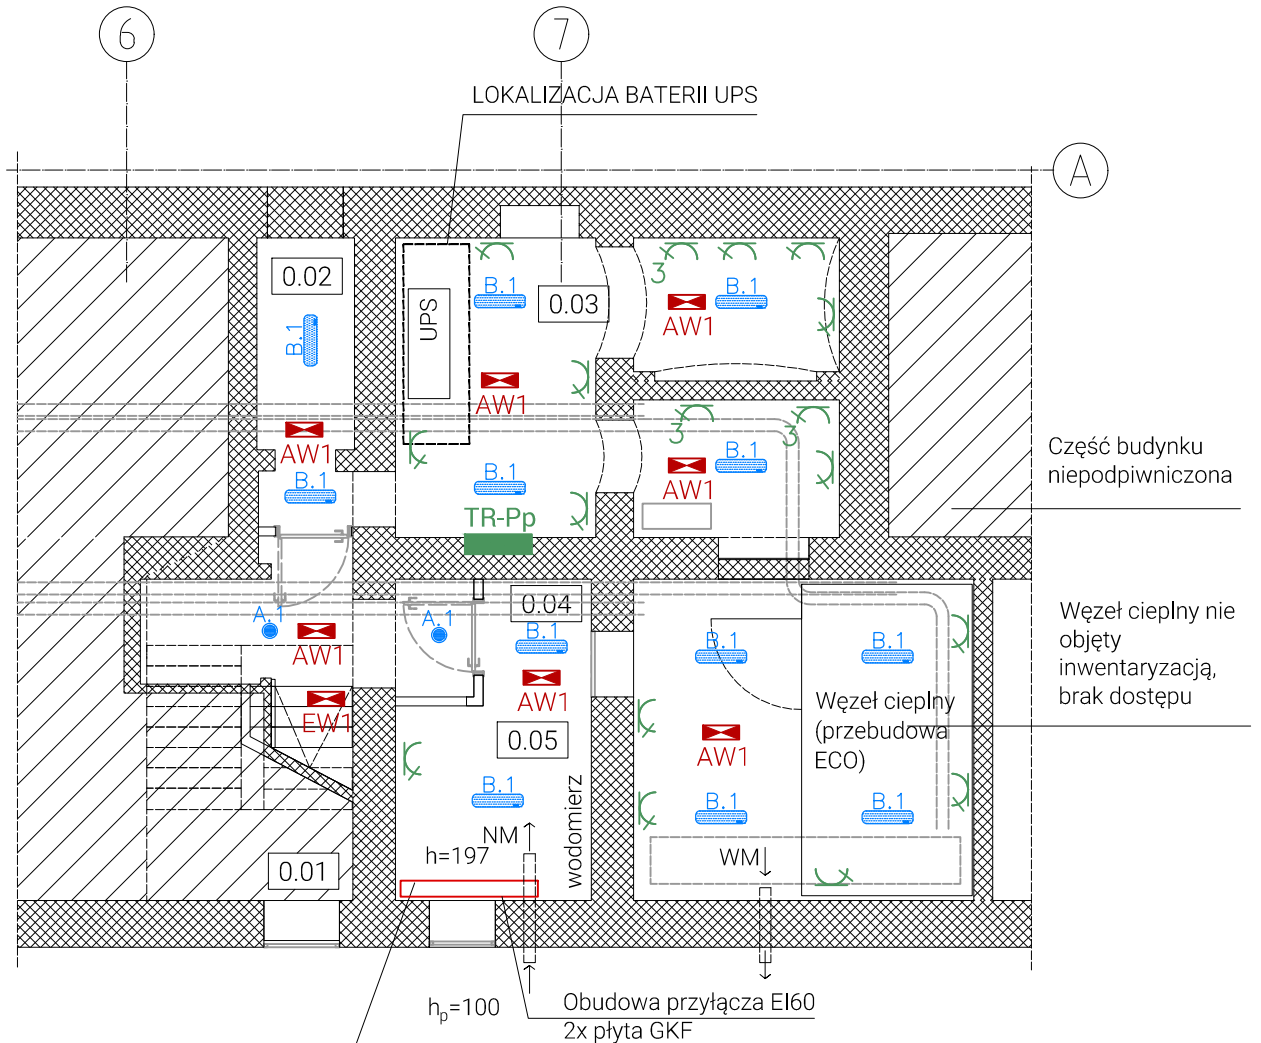 6
7
LOKALIZACJA BATERII UPS
A
0.02
B.1
0.03
B.1
3
B.1
AW1
UPS
B.1
AW1
AW1
B.1
3
B.1
3
AW1
B.1
TR-Pp
Część budynku
niepodpiwniczona
A.1
AW1
A.1
0.04
B.1
AW1
EW1
B.1
B.1
Węzeł cieplny nie
objęty
inwentaryzacją,
brak dostępu
Węzeł cieplny
(przebudowa
ECO)
AW1
0.05
B.1
wodomierz
B.1
B.1
NM
h=197
WM
0.01
hp=100
Obudowa przyłącza EI60
2x płyta GKF